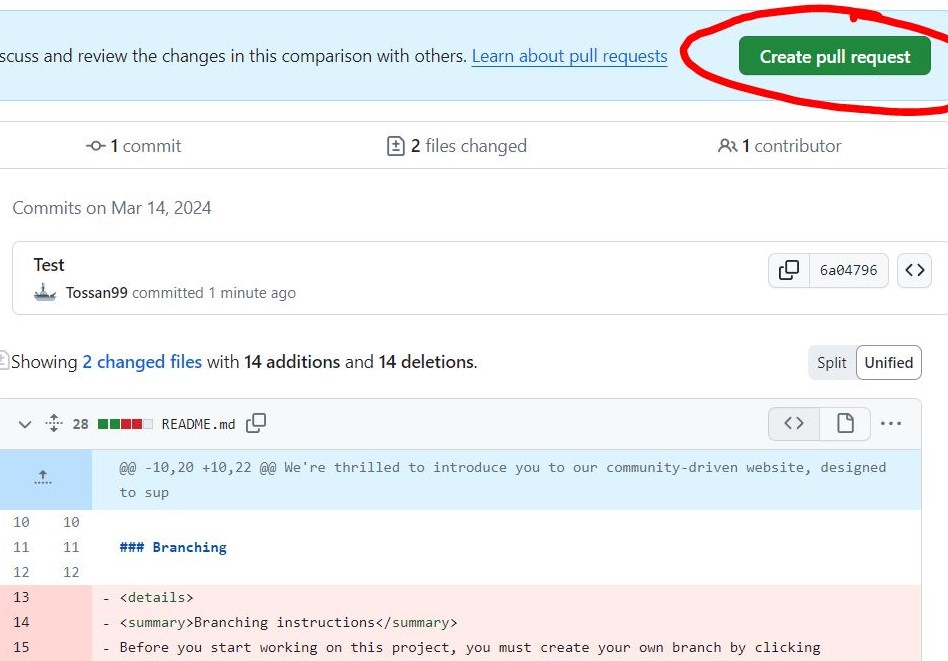 scuss and review the changes in this comparison with others. Learn about pull requests
Create pull request
1 commit
2 files changed
1 contributor
Commits on Mar 14, 2024
Test
Tossan99 committed 1 minute ago
6a04796
Showing 2 changed files with 14 additions and 14 deletions.
Split
Unified
28
README.md
@@ -10,20 +10,22 @@ We're thrilled to introduce you to our community-driven website, designed
to sup
10 10
11 11 ### Branching
12 12
13 - <details>
14 - <summary>Branching instructions</summary>
15 - Before you start working on this project, you must create your own branch by clicking